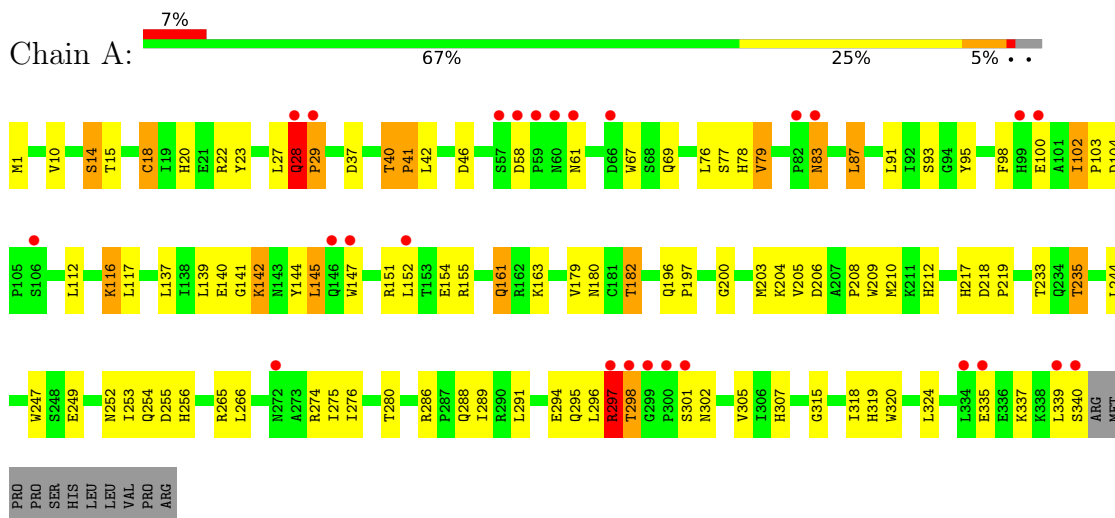 7%
Chain A:
67% 25% 5% • •
M1 V10 S14 T15 C18 I19 H20 E21 R22 Y23 L27 Q28 P29 D37 T40 P41 L42 D46 S57 D58 P59 N60 N61 D66 W67 S68 Q69 L76 S77 H78 V79 P82 N83 L87 L91 I92 S93 G94 Y95 F98 H99 E100 A101 I102 P103 D104
P105 S106 L112 K116 L117 L137 I138 L139 E140 G141 K142 N143 Y144 L145 Q146 W147 R151 L152 T153 E154 R155 Q161 R162 K163 V179 N180 C181 T182 Q196 P197 G200 M203 K204 V205 D206 A207 P208 W209 M210 K211 H212 H217 D218 P219 T233 Q234 T235 L244
W247 S248 E249 N252 I253 Q254 D255 H256 R265 L266 N272 A273 R274 I275 I276 T280 R286 P287 Q288 I289 R290 L291 E294 Q295 L296 R297 T298 G299 P300 S301 N302 V305 I306 H307 G315 I318 H319 W320 L324 L334 E335 E336 K337 K338 L339 S340 ARG MET
PRO PRO SER HIS LEU LEU VAL PRO ARG